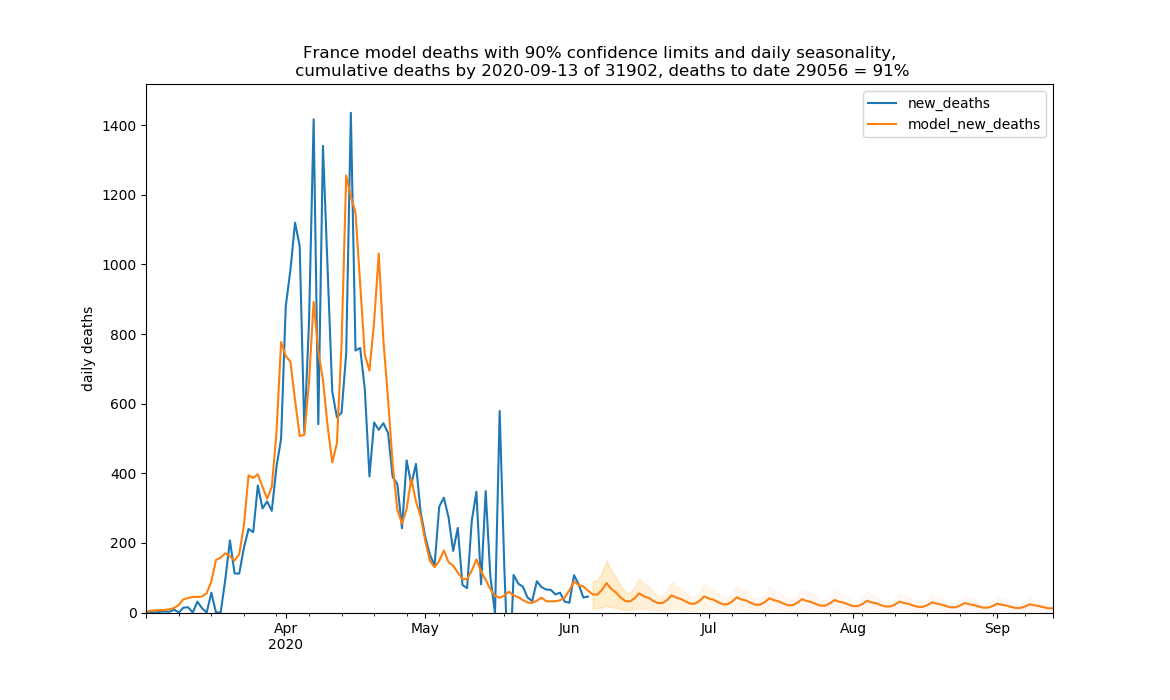 France model deaths with 90% confidence limits and daily seasonality,
cumulative deaths by 2020-09-13 of 31902, deaths to date 29056 = 91%
new_deaths
model_new_deaths
1400
1200
1000
800
600
400
200
0
daily deaths
Apr
2020
May
Jun
Jul
Aug
Sep